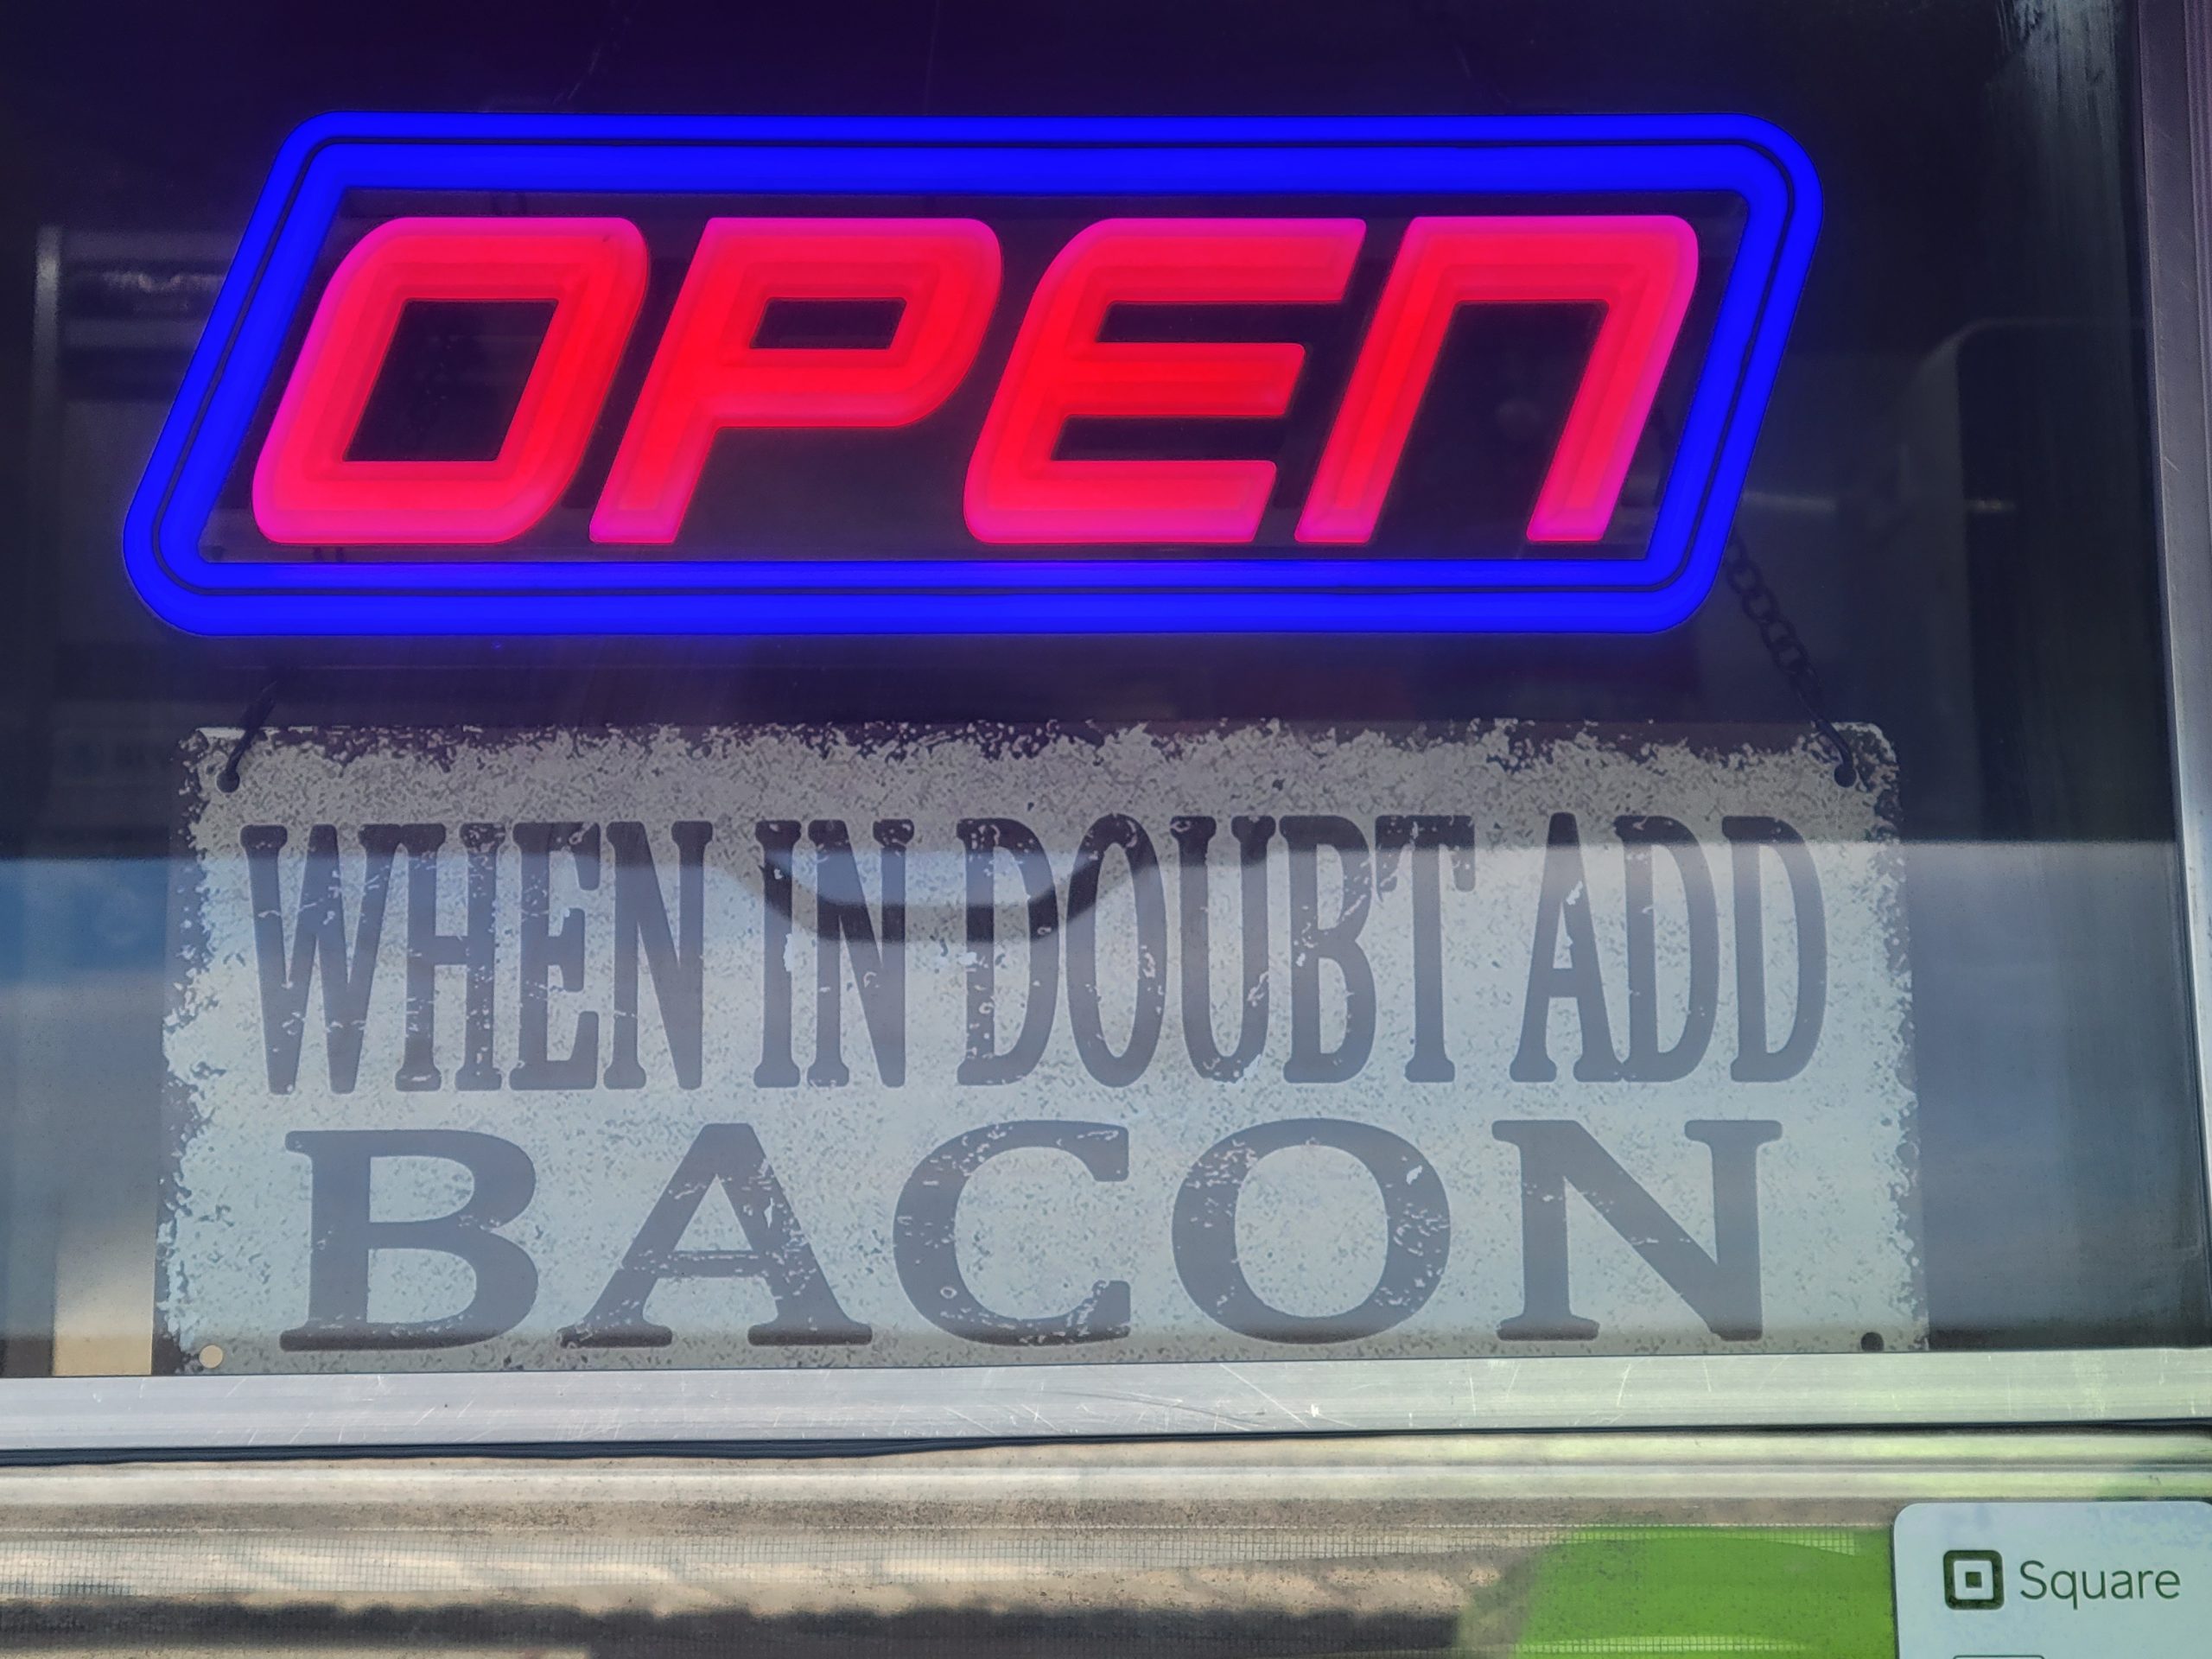 OPEN
WHEN IN DOUBT ADD
BACON
Square